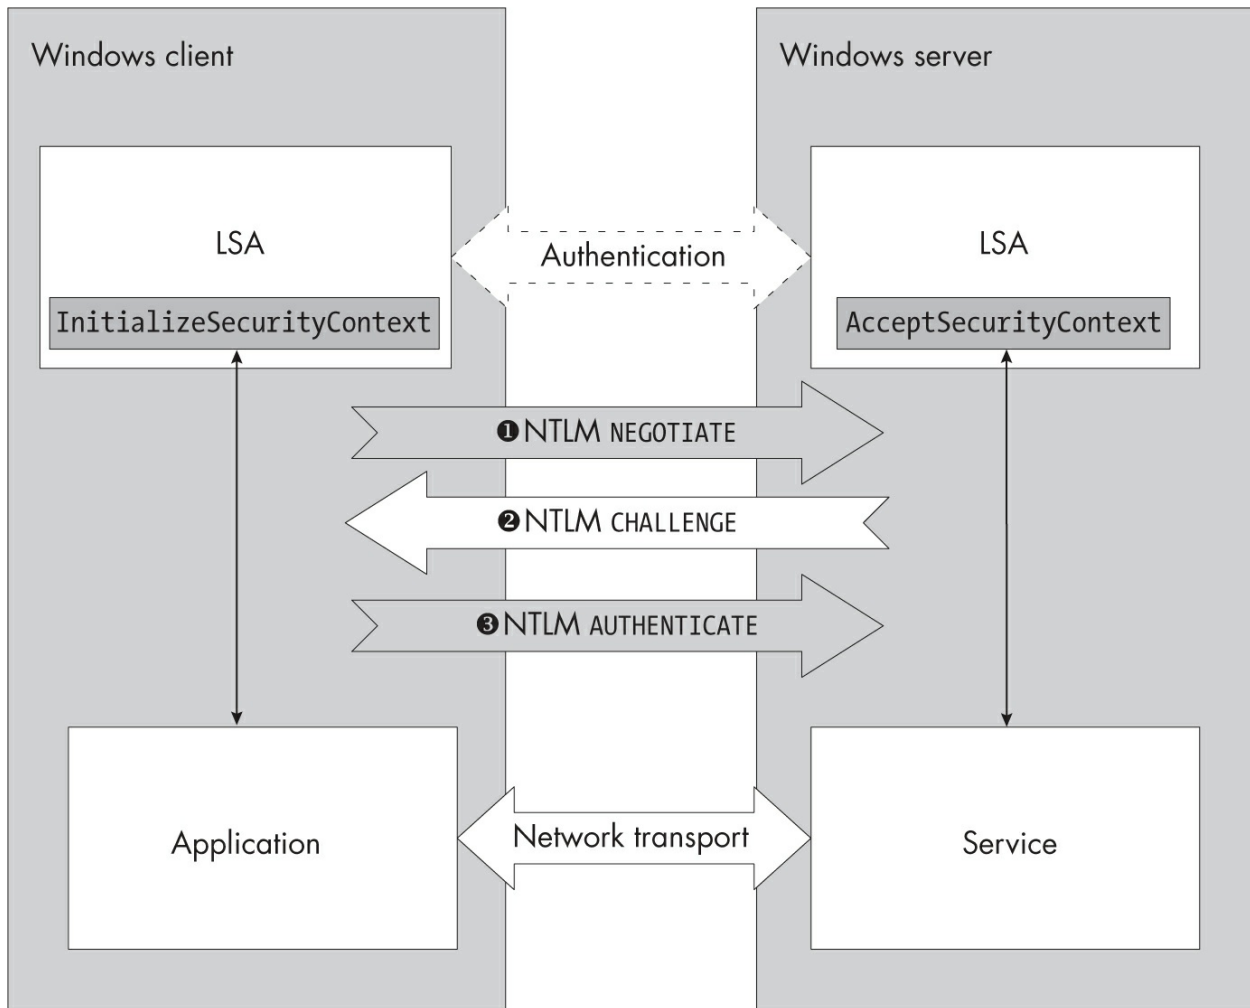 Windows client
Windows server
LSA
Authentication
LSA
InitializeSecurityContext
AcceptSecurityContext
❶NTLM NEGOTIATE
❷NTLM CHALLENGE
❸NTLM AUTHENTICATE
Application
Network transport
Service